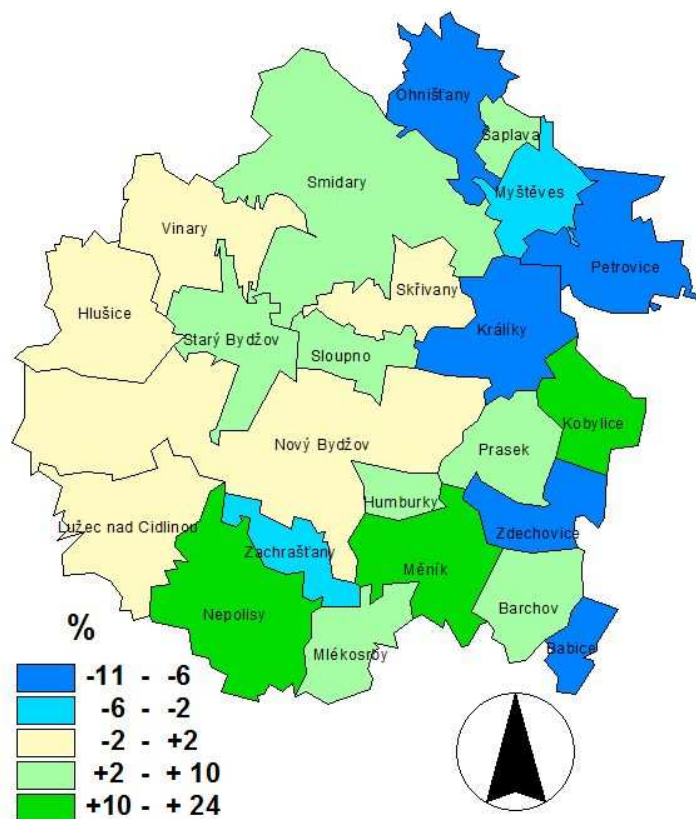 Ohnišťany
Šaplava
Smidary
Myštěves
Vinary
Petrovice
Skřivany
Hlušice
Králíky
Starý Bydžov
Sloupno
Kobylice
Nový Bydžov
Prasek
Humburky
Lužec nad Cidlinou
Zdechovice
Zachrašťany
Měník
Nepolisy
Barchov
Babice
Mlékosrby
%
-11 - -6
-6 - -2
-2 - +2
+2 - + 10
+10 - + 24